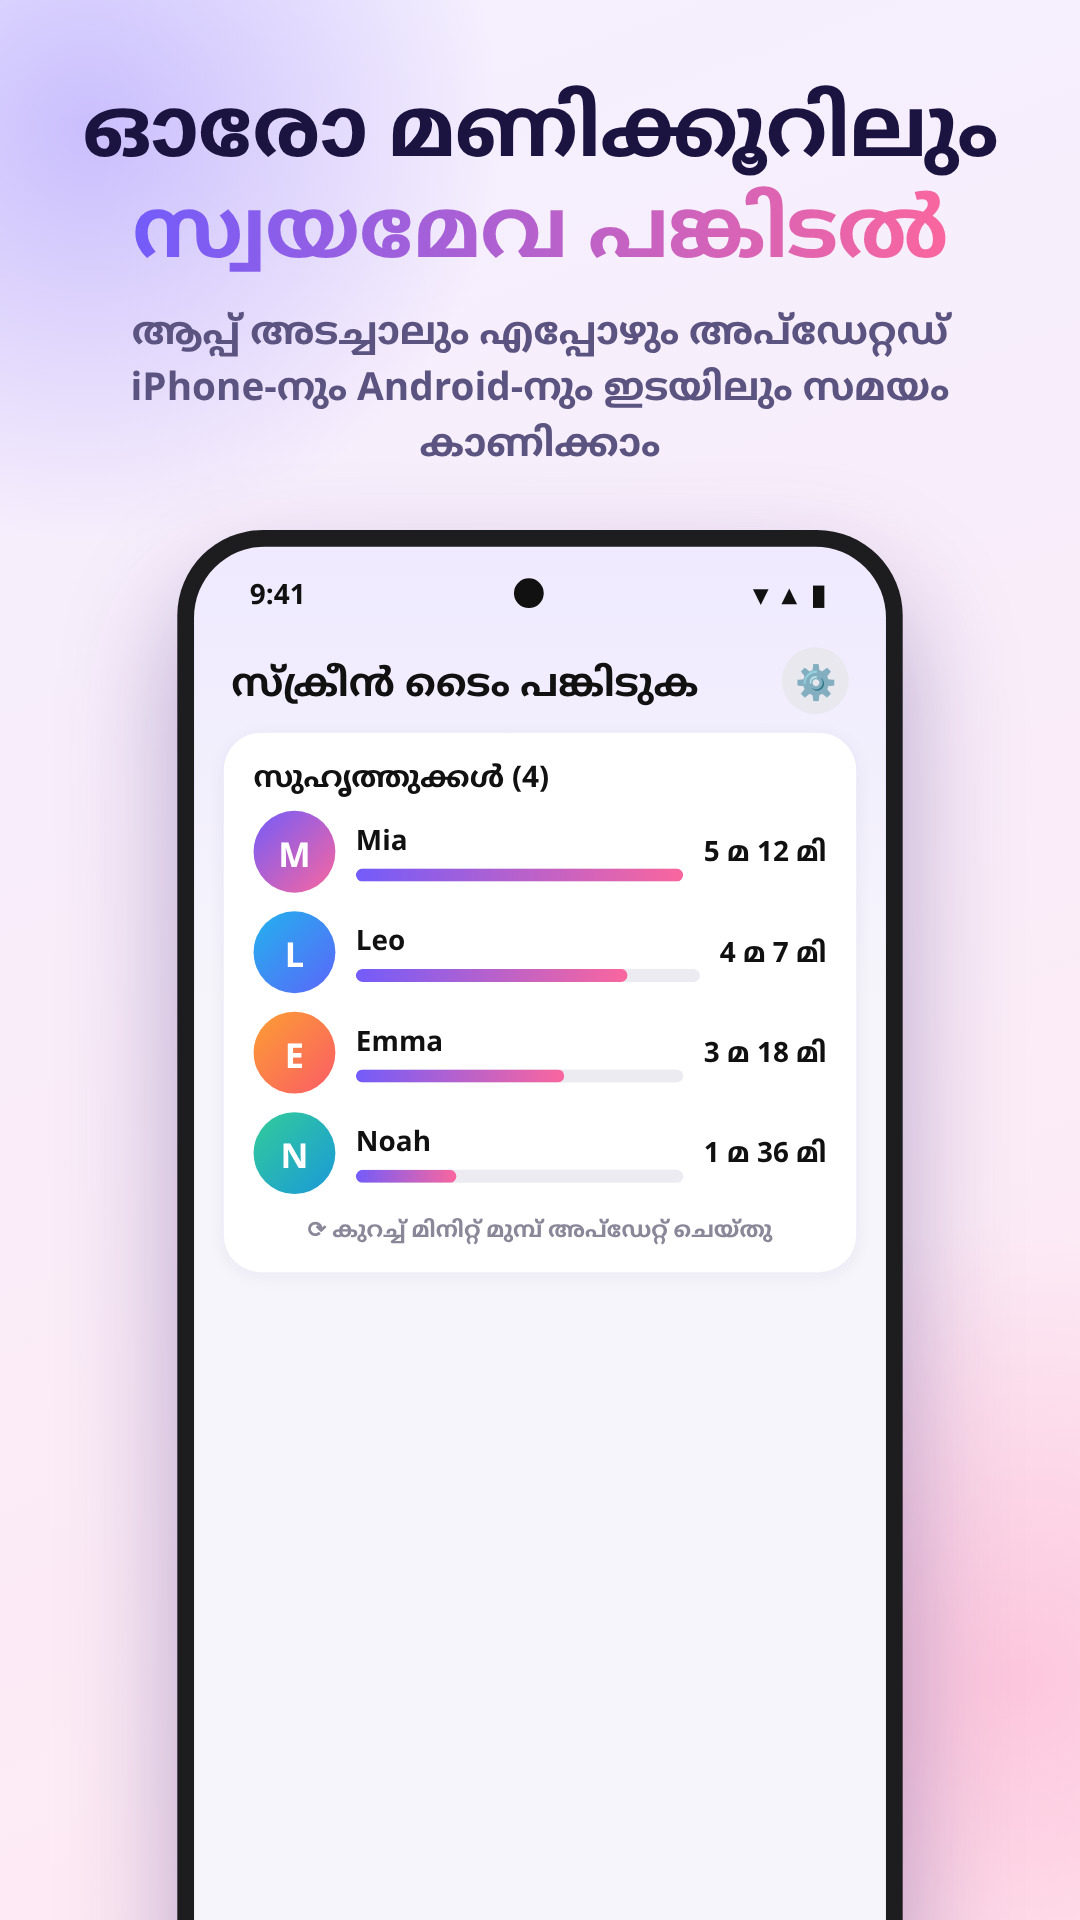 ഓരോ മണിക്കൂറിലും
സ്വയമേവ പങ്കിടൽ
ആപ്പ് അടച്ചാലും എപ്പോഴും അപ്ഡേറ്റഡ്
iPhone-നും Android-നും ഇടയിലും സമയം
കാണിക്കാം
9:41
സ്ക്രീൻ ടൈം പങ്കിടുക
സുഹൃത്തുക്കൾ (4)
M
Mia
5 മ 12 മി
L
Leo
4 മ 7 മി
E
Emma
3 മ 18 മി
N
Noah
1 മ 36 മി
⟳ കുറച്ച് മിനിറ്റ് മുമ്പ് അപ്ഡേറ്റ് ചെയ്തു